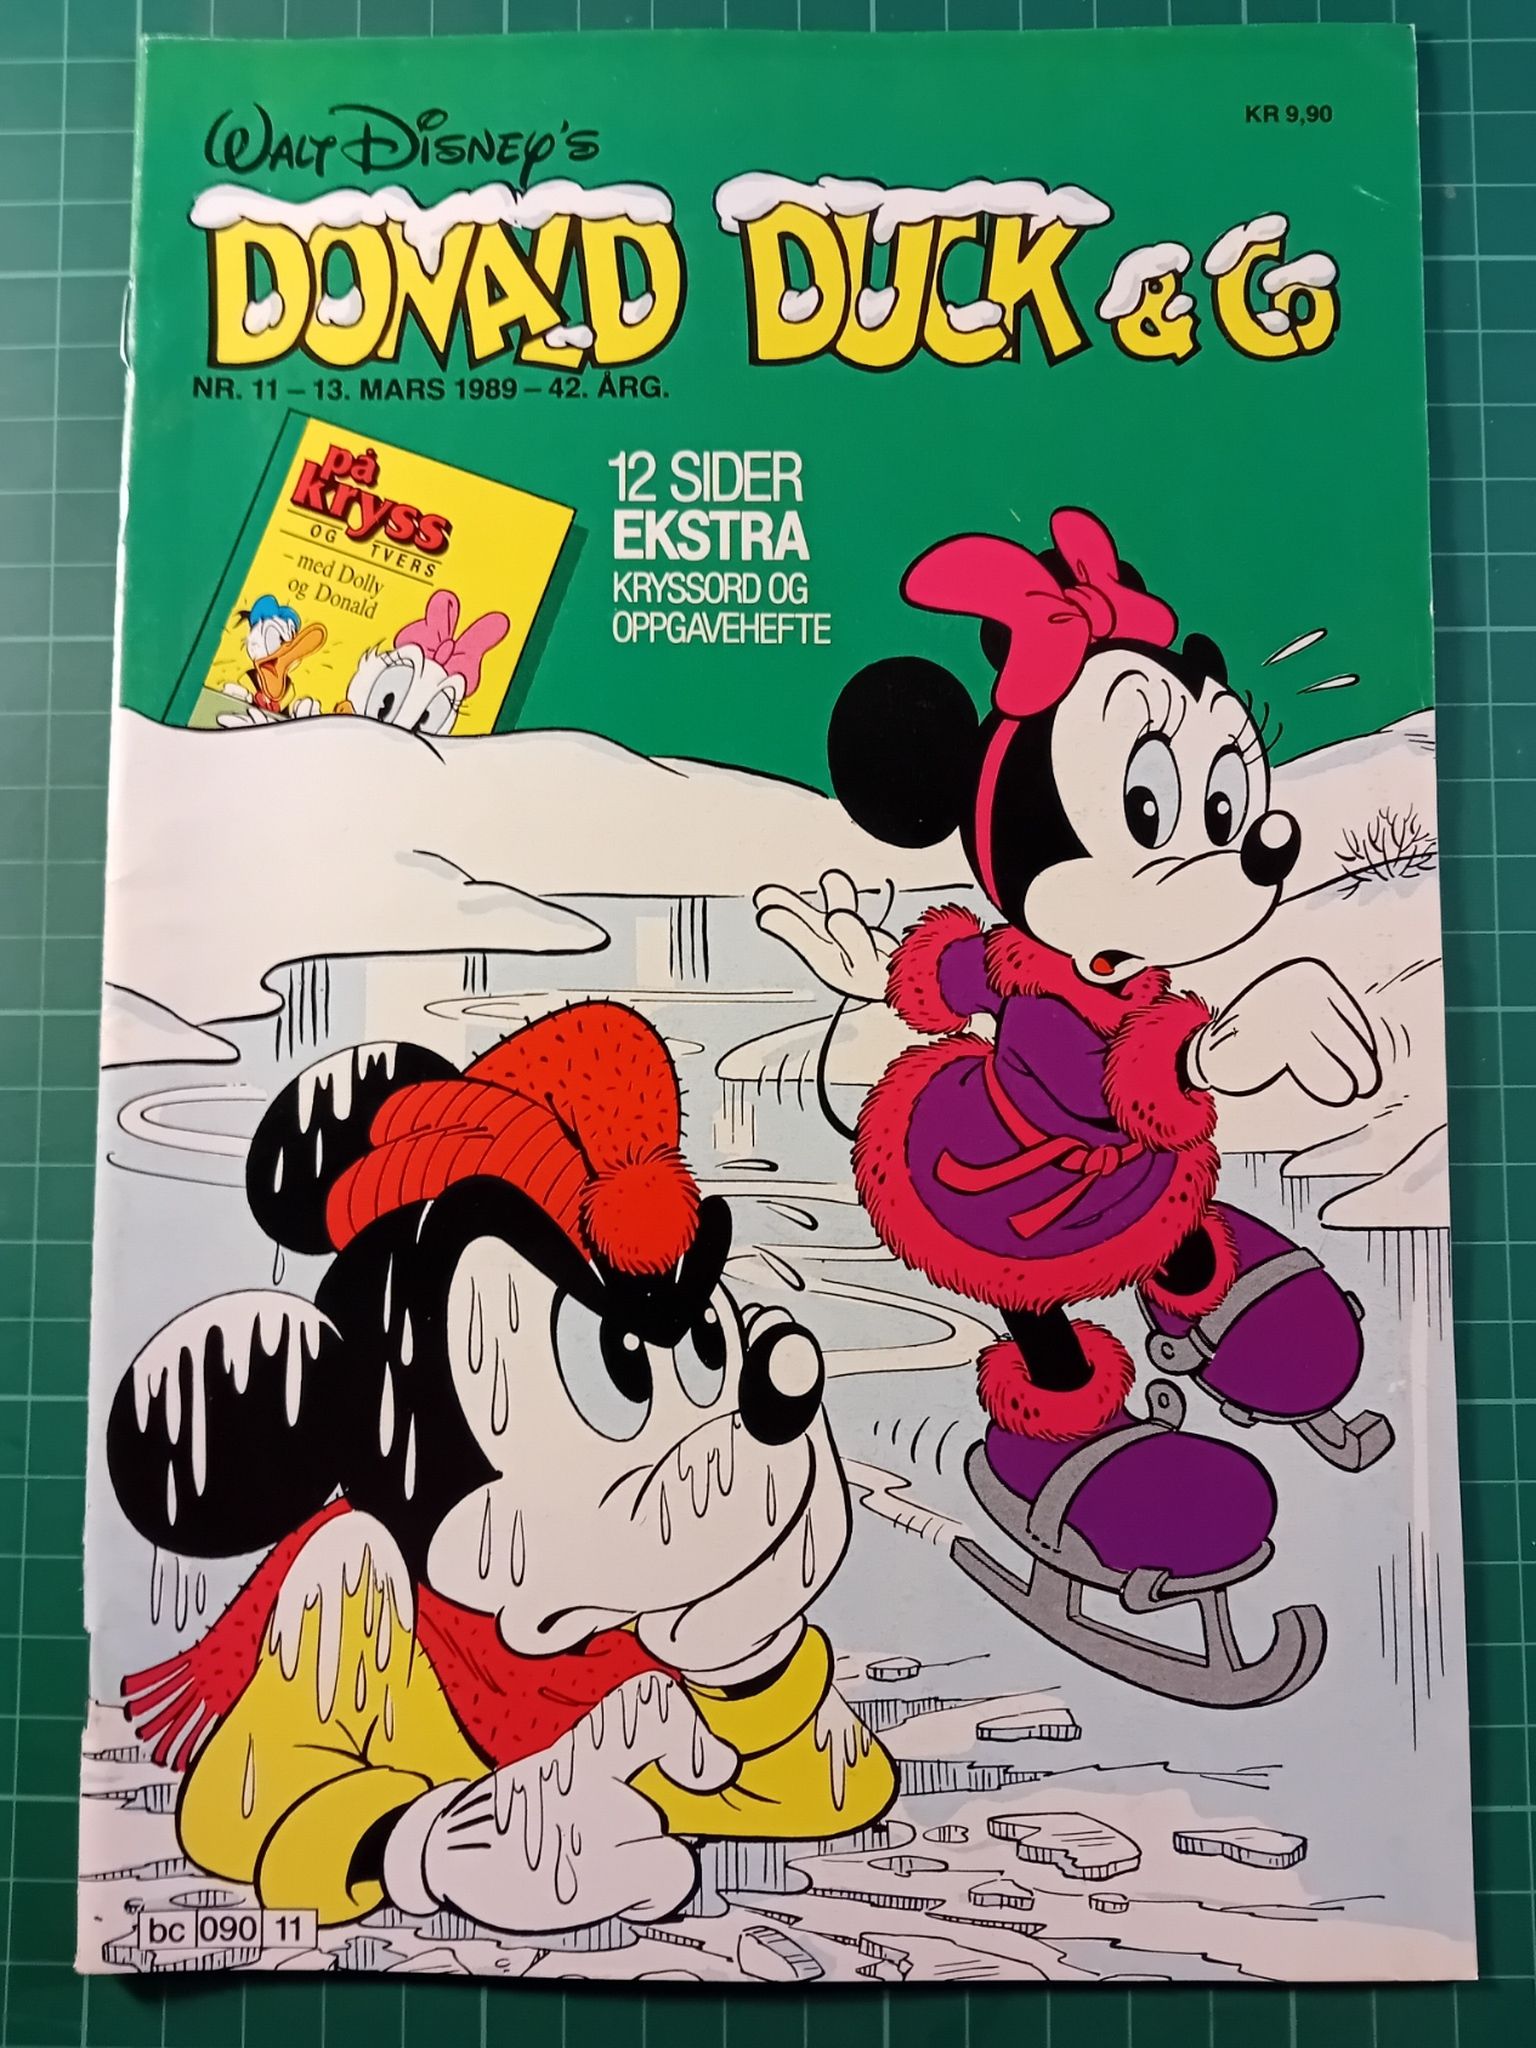 WALT DISNEY'S
KR 9,90
DONALD DUCK & CO
NR. 11 – 13. MARS 1989 – 42. ÅRG.
på
kryss
OG TVERS
– med Dolly
og Donald
12 SIDER
EKSTRA
KRYSSORD OG
OPPGAVEHEFTE
bc 090 11